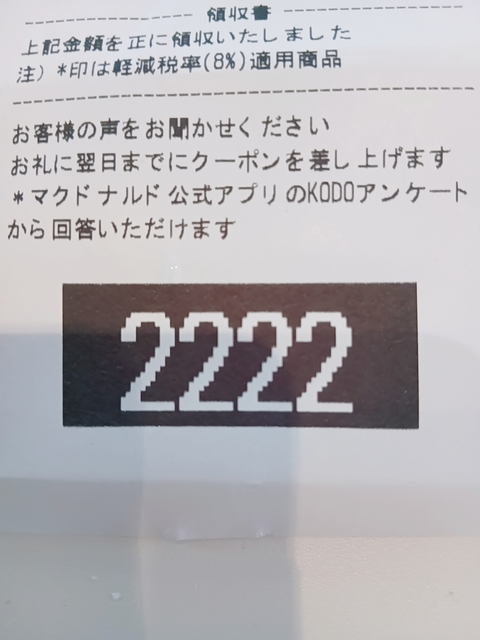 領収書
上記金額を正に領収いたしました
注) *印は軽減税率(8%)適用商品
お客様の声をお聞かせください
お礼に翌日までにクーポンを差し上げます
*マクドナルド公式アプリのKODOアンケート
から回答いただけます
2222